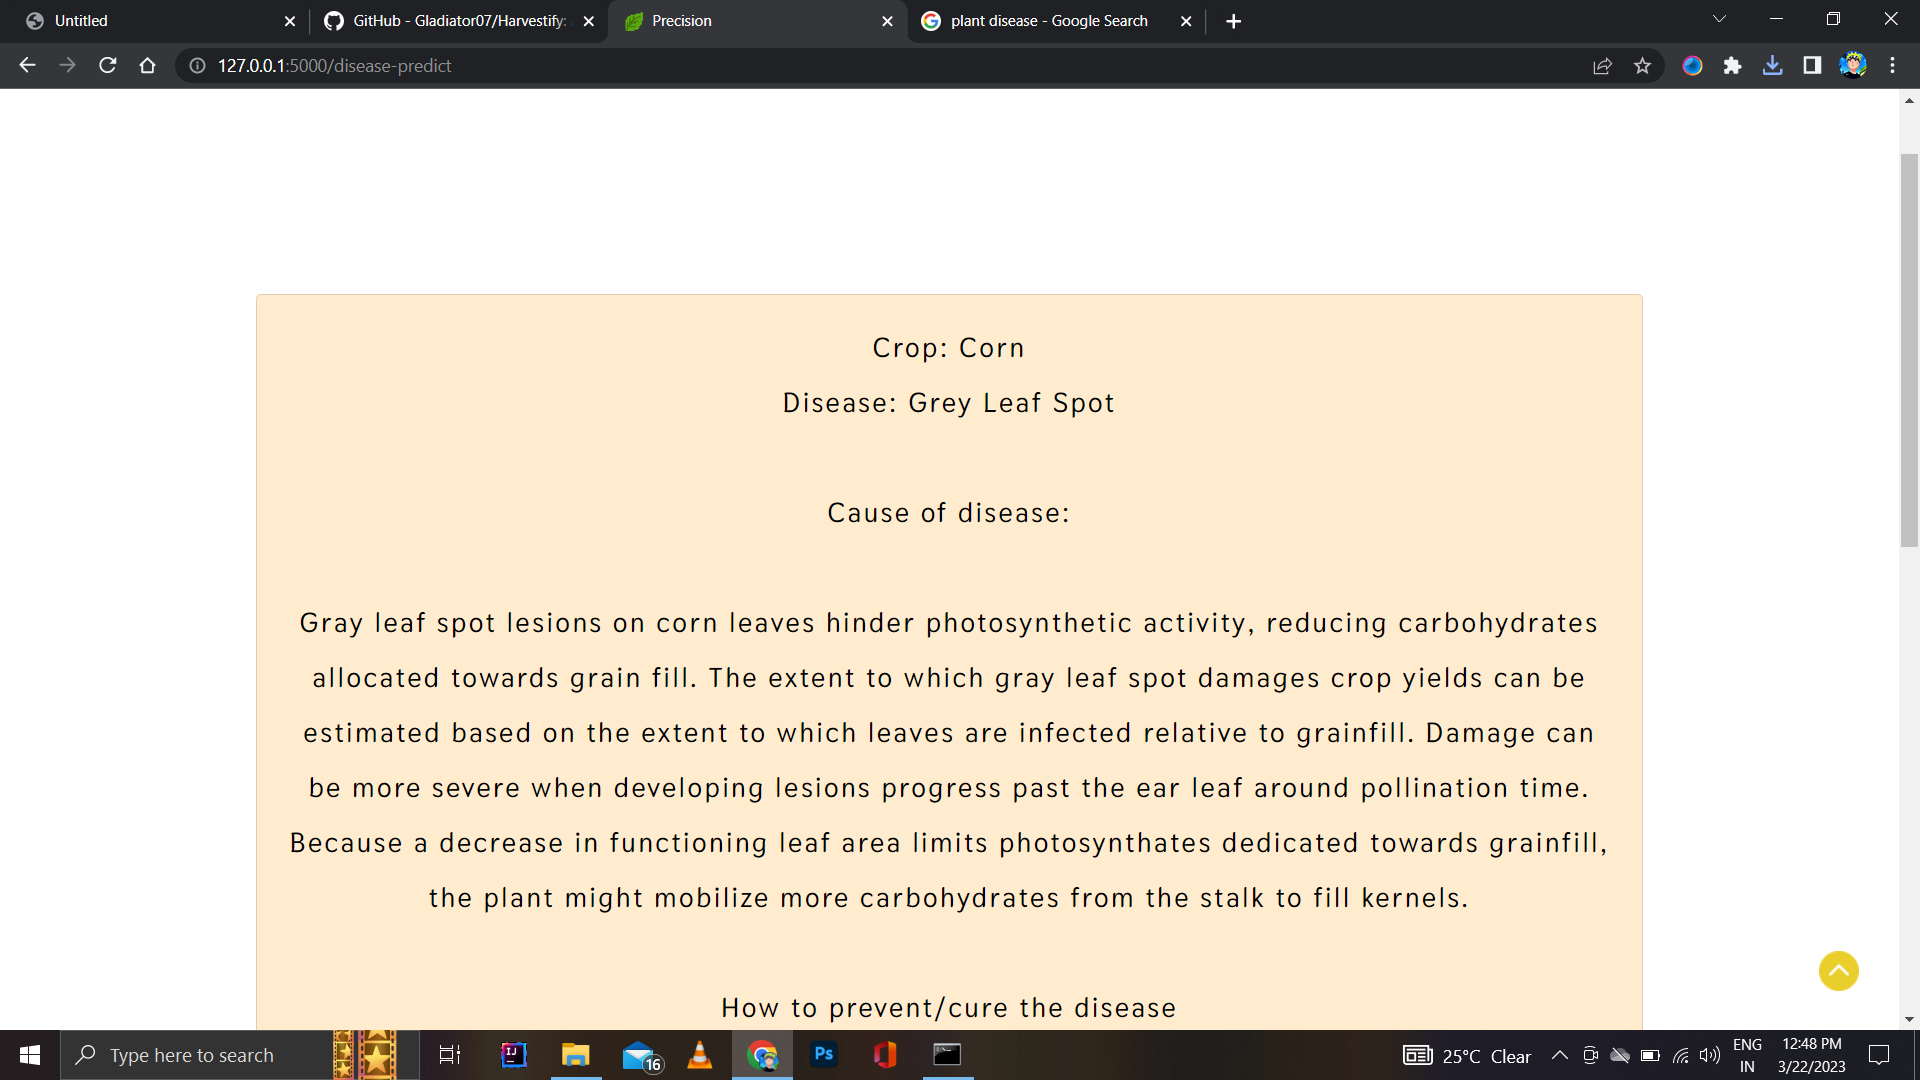 Untitled
GitHub - Gladiator07/Harvestify:
Precision
plant disease - Google Search
127.0.0.1:5000/disease-predict
Crop: Corn
Disease: Grey Leaf Spot
Cause of disease:
Gray leaf spot lesions on corn leaves hinder photosynthetic activity, reducing carbohydrates
allocated towards grain fill. The extent to which gray leaf spot damages crop yields can be
estimated based on the extent to which leaves are infected relative to grainfill. Damage can
be more severe when developing lesions progress past the ear leaf around pollination time.
Because a decrease in functioning leaf area limits photosynthates dedicated towards grainfill,
the plant might mobilize more carbohydrates from the stalk to fill kernels.
How to prevent/cure the disease
Type here to search
IJ
16
Ps
25°C Clear
ENG
IN
12:48 PM
3/22/2023